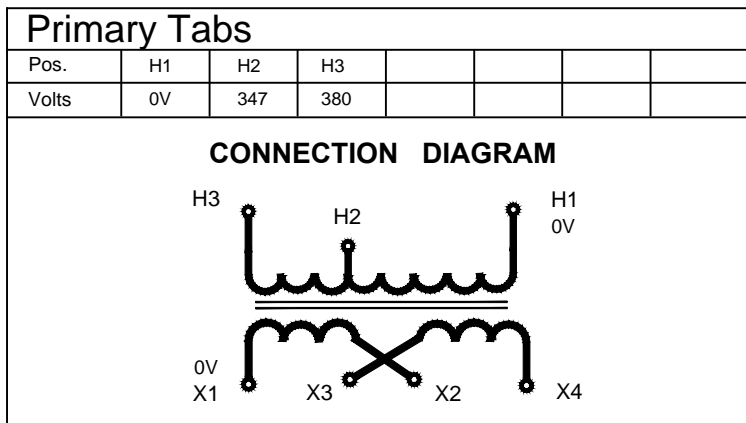 Primary Tabs
Pos. H1 H2 H3
Volts 0V 347 380
CONNECTION DIAGRAM
H3 H2 H1
0V
0V
X1 X3 X2 X4